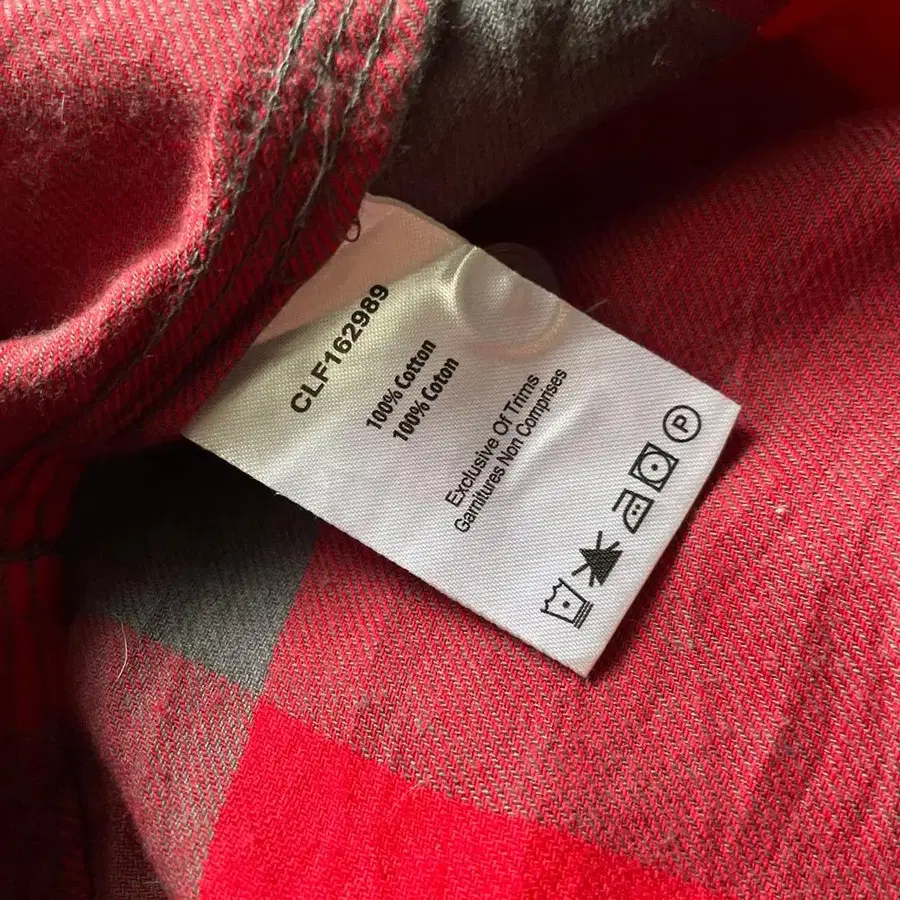 CLF162989
100% Cotton
100% Coton
Exclusive Of Trims
Garnitures Non Comprises
P